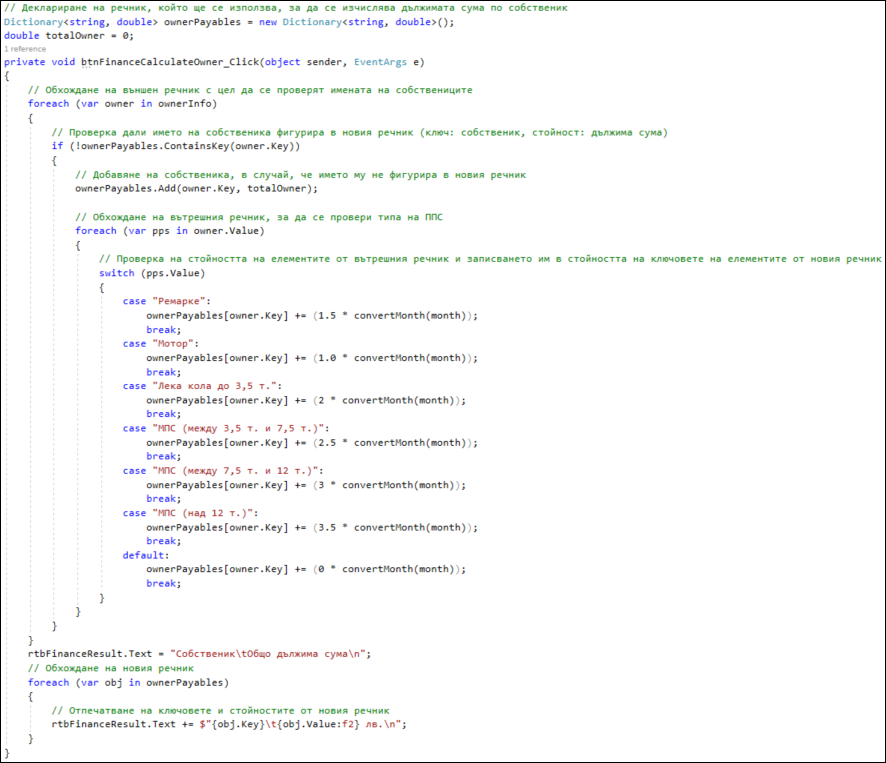 // Деклариране на речник, който ще се използва, за да се изчислява дължимата сума по собственик
Dictionary<string, double> ownerPayables = new Dictionary<string, double>();
double totalOwner = 0;
1 reference
private void btnFinanceCalculateOwner_Click(object sender, EventArgs e)
{
    // Обхождане на външен речник с цел да се проверят имената на собствениците
    foreach (var owner in ownerInfo)
    {
        // Проверка дали името на собственика фигурира в новия речник (ключ: собственик, стойност: дължима сума)
        if (!ownerPayables.ContainsKey(owner.Key))
        {
            // Добавяне на собственика, в случай, че името му не фигурира в новия речник
            ownerPayables.Add(owner.Key, totalOwner);

            // Обхождане на вътрешния речник, за да се провери типа на ППС
            foreach (var pps in owner.Value)
            {
                // Проверка на стойността на елементите от вътрешния речник и записването им в стойността на ключовете на елементите от новия речник
                switch (pps.Value)
                {
                    case "Ремарке":
                        ownerPayables[owner.Key] += (1.5 * convertMonth(month));
                        break;
                    case "Мотор":
                        ownerPayables[owner.Key] += (1.0 * convertMonth(month));
                        break;
                    case "Лека кола до 3,5 т.":
                        ownerPayables[owner.Key] += (2 * convertMonth(month));
                        break;
                    case "МПС (между 3,5 т. и 7,5 т.)":
                        ownerPayables[owner.Key] += (2.5 * convertMonth(month));
                        break;
                    case "МПС (между 7,5 т. и 12 т.)":
                        ownerPayables[owner.Key] += (3 * convertMonth(month));
                        break;
                    case "МПС (над 12 т.)":
                        ownerPayables[owner.Key] += (3.5 * convertMonth(month));
                        break;
                    default:
                        ownerPayables[owner.Key] += (0 * convertMonth(month));
                        break;
                }
            }
        }
    }
    rtbFinanceResult.Text = "Собственик\tОбщо дължима сума\n";
    // Обхождане на новия речник
    foreach (var obj in ownerPayables)
    {
        // Отпечатване на ключовете и стойностите от новия речник
        rtbFinanceResult.Text += $"{obj.Key}\t{obj.Value:f2} лв.\n";
    }
}